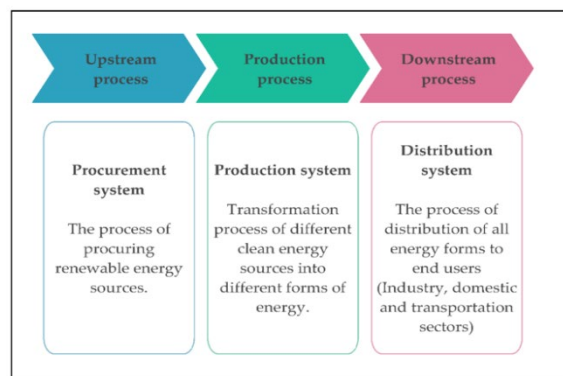 Upstream
process
Production
process
Downstream
process
Procurement
system
The process of
procuring
renewable energy
sources.
Production system
Transformation
process of different
clean energy
sources into
different forms of
energy.
Distribution
system
The process of
distribution of all
energy forms to
end users
(Industry, domestic
and transportation
sectors)